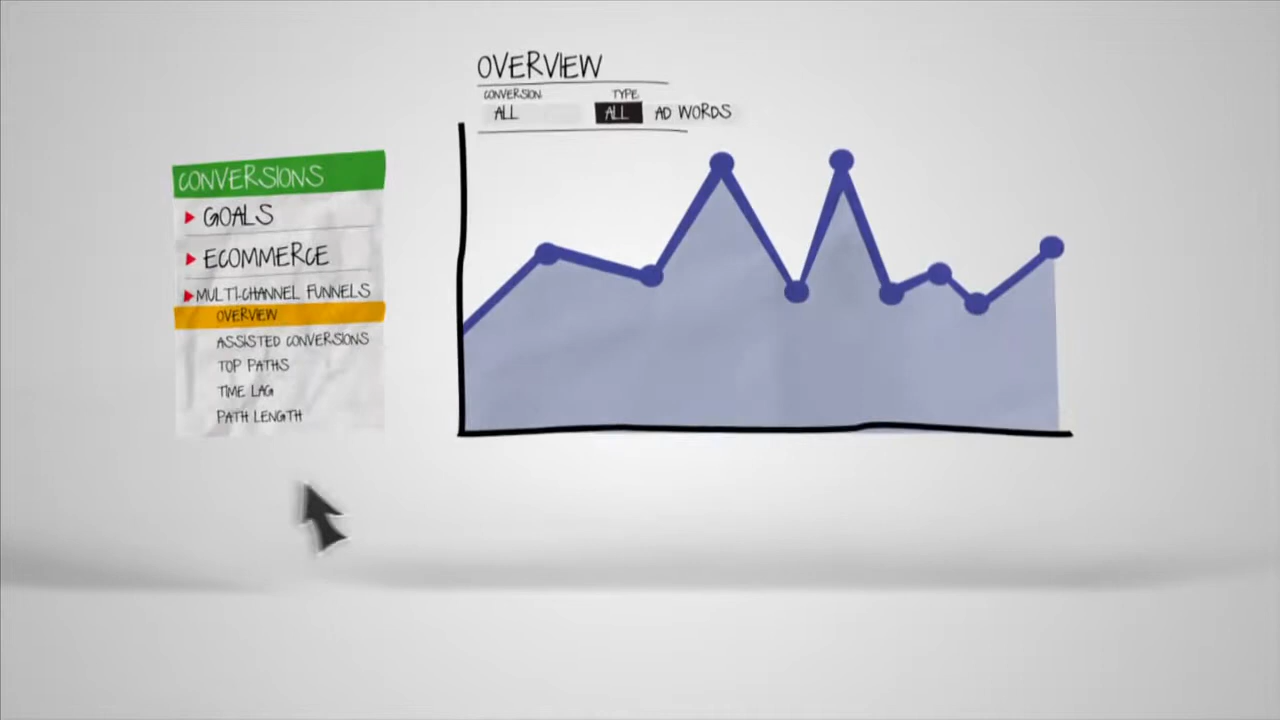 OVERVIEW
CONVERSION TYPE
ALL ALL AD WORDS
CONVERSIONS
GOALS
ECOMMERCE
MULTI-CHANNEL FUNNELS
OVERVIEW
ASSISTED CONVERSIONS
TOP PATHS
TIME LAG
PATH LENGTH